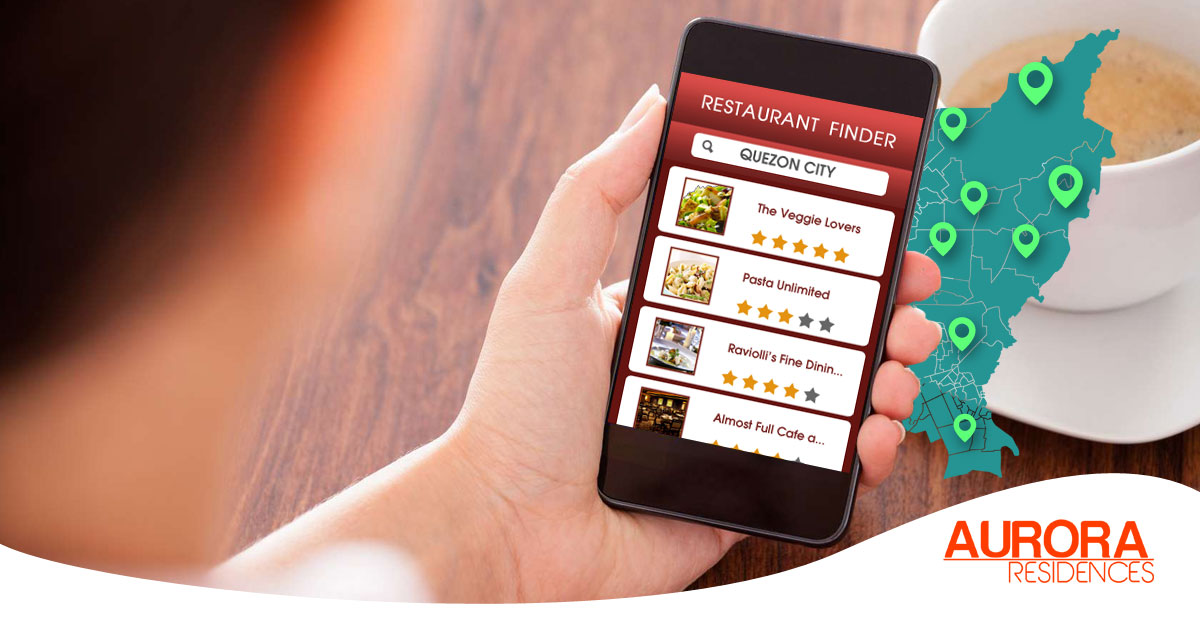 RESTAURANT FINDER
QUEZON CITY
The Veggie Lovers
Pasta Unlimited
Raviolli's Fine Dinin...
Almost Full Cafe a...
AURORA
RESIDENCES